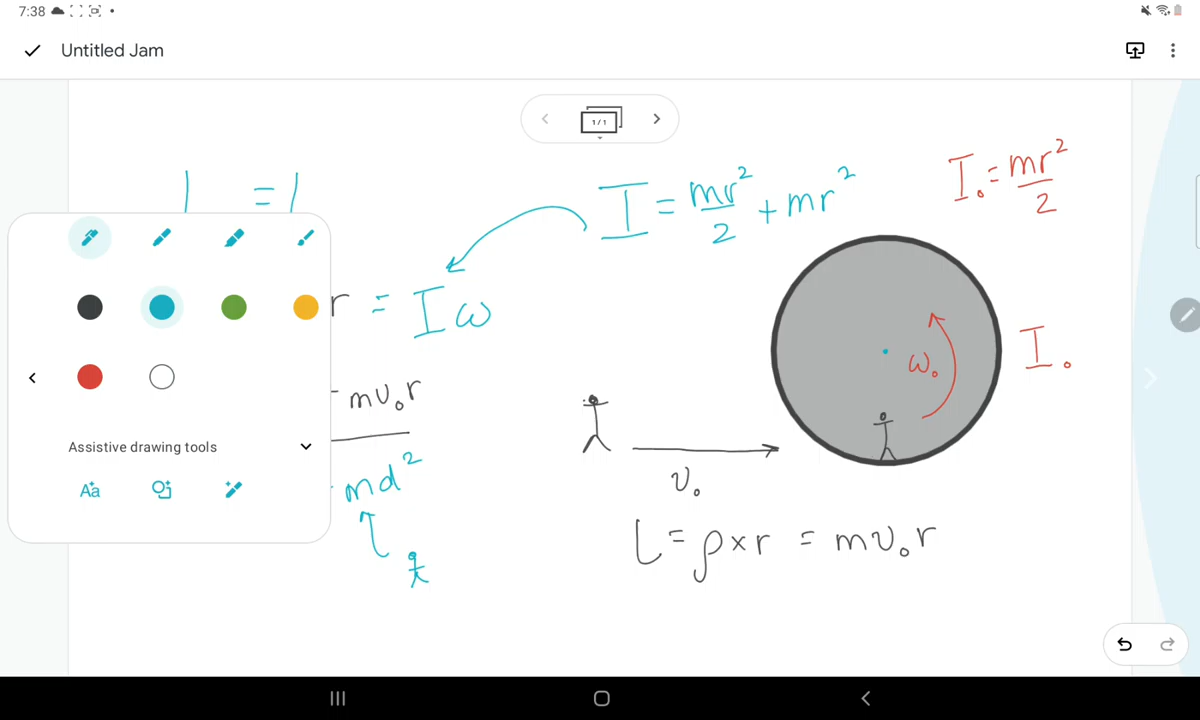 7:38
Untitled Jam
1/1
I = mr²/2 + mr²
I₀ = mr²/2
r = Iω
ω₀
I₀
- mv₀r
md²
v₀
L = p×r = mv₀r
Assistive drawing tools
Aa